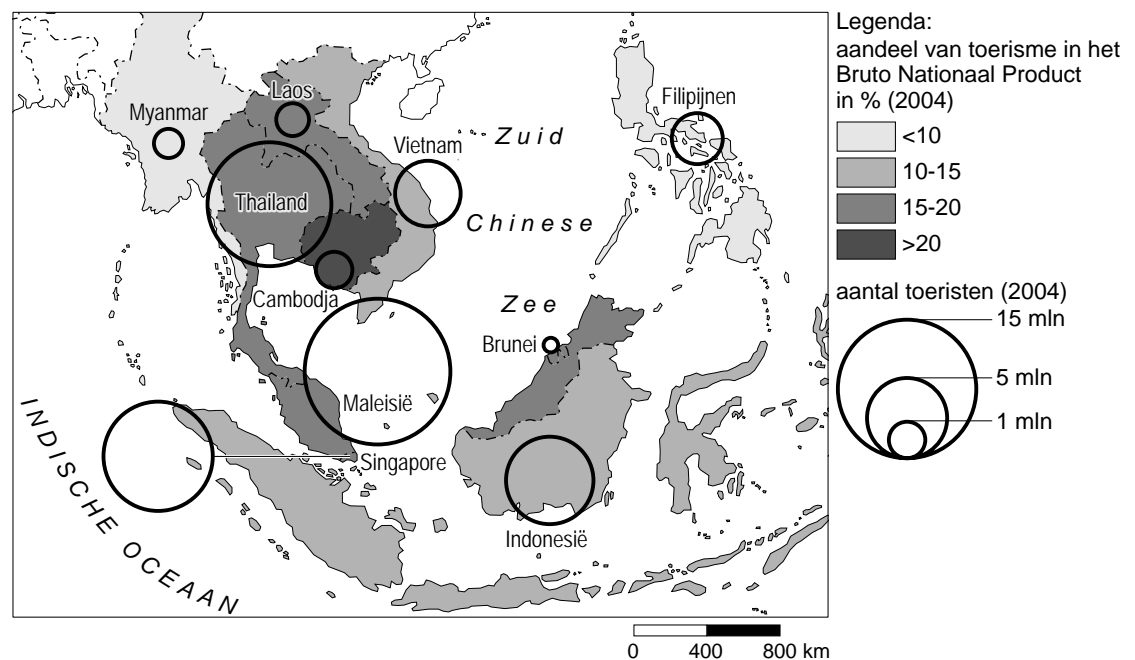 Legenda:
aandeel van toerisme in het
Bruto Nationaal Product
in % (2004)
<10
10-15
15-20
>20
aantal toeristen (2004)
15 mln
5 mln
1 mln
Laos
Myanmar
Filipijnen
Zuid
Vietnam
Thailand
Chinese
Cambodja
Zee
Brunei
Maleisië
Singapore
Indonesië
INDISCHE OCEAAN
0 400 800 km